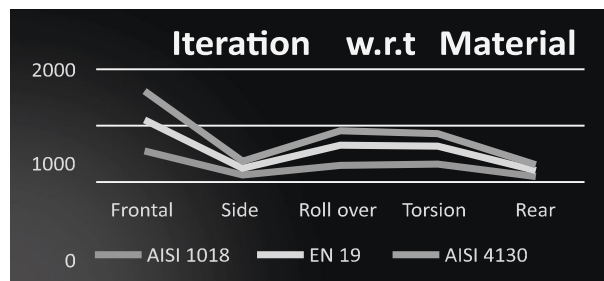 Iteration w.r.t Material
2000
1000
Frontal Side Roll over Torsion Rear
0
AISI 1018 EN 19 AISI 4130